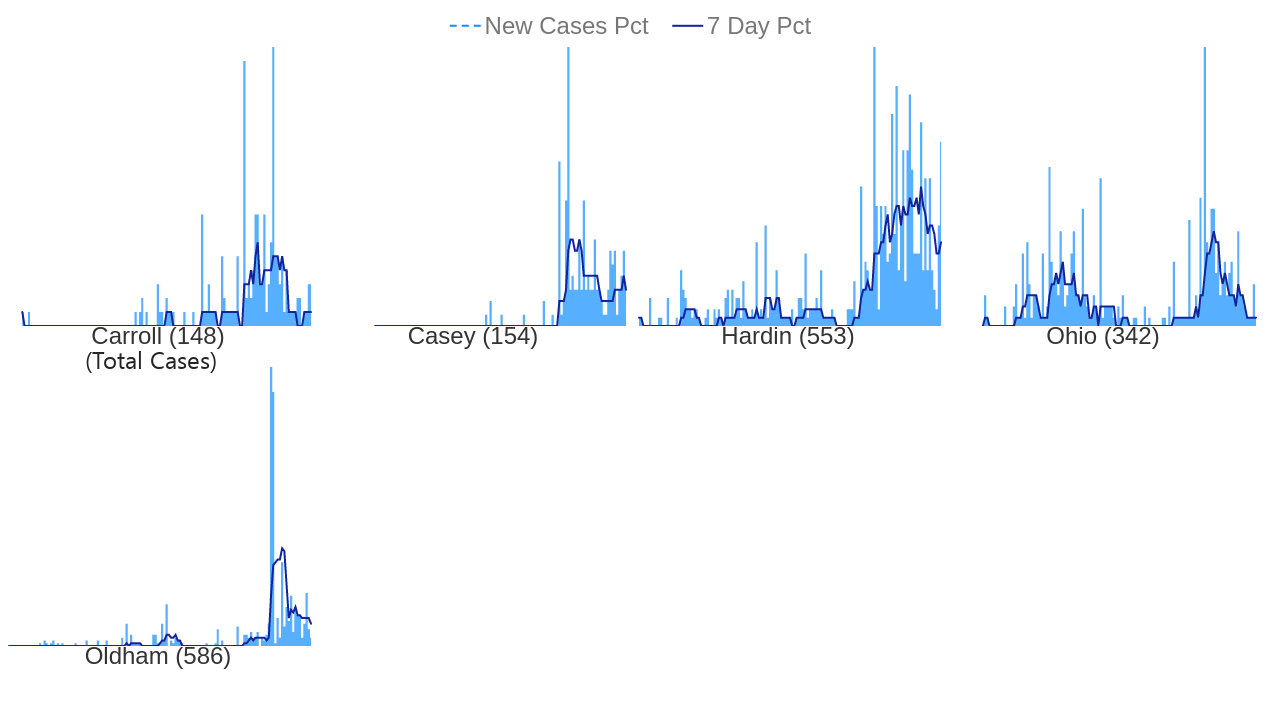 New Cases Pct 7 Day Pct
Carroll (148) Casey (154) Hardin (553) Ohio (342)
(Total Cases)
Oldham (586)